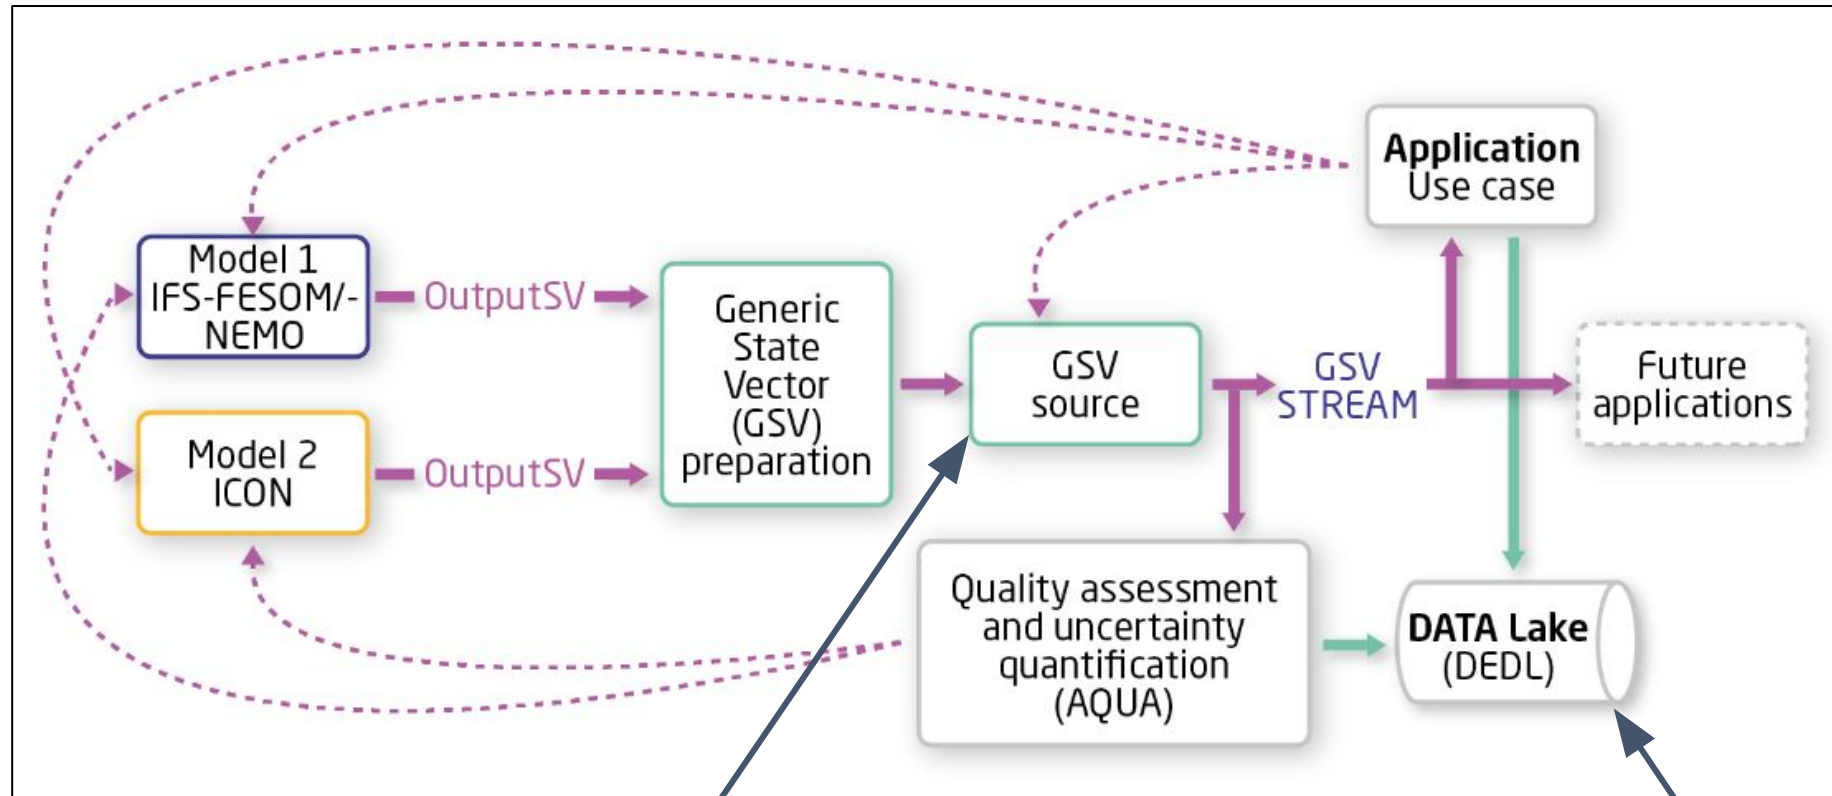 Application
Use case
Model 1
IFS-FESOM/-
NEMO
OutputSV
Generic
State
Vector
(GSV)
preparation
GSV
source
GSV
STREAM
Future
applications
Model 2
ICON
OutputSV
Quality assessment
and uncertainty
quantification
(AQUA)
DATA Lake
(DEDL)